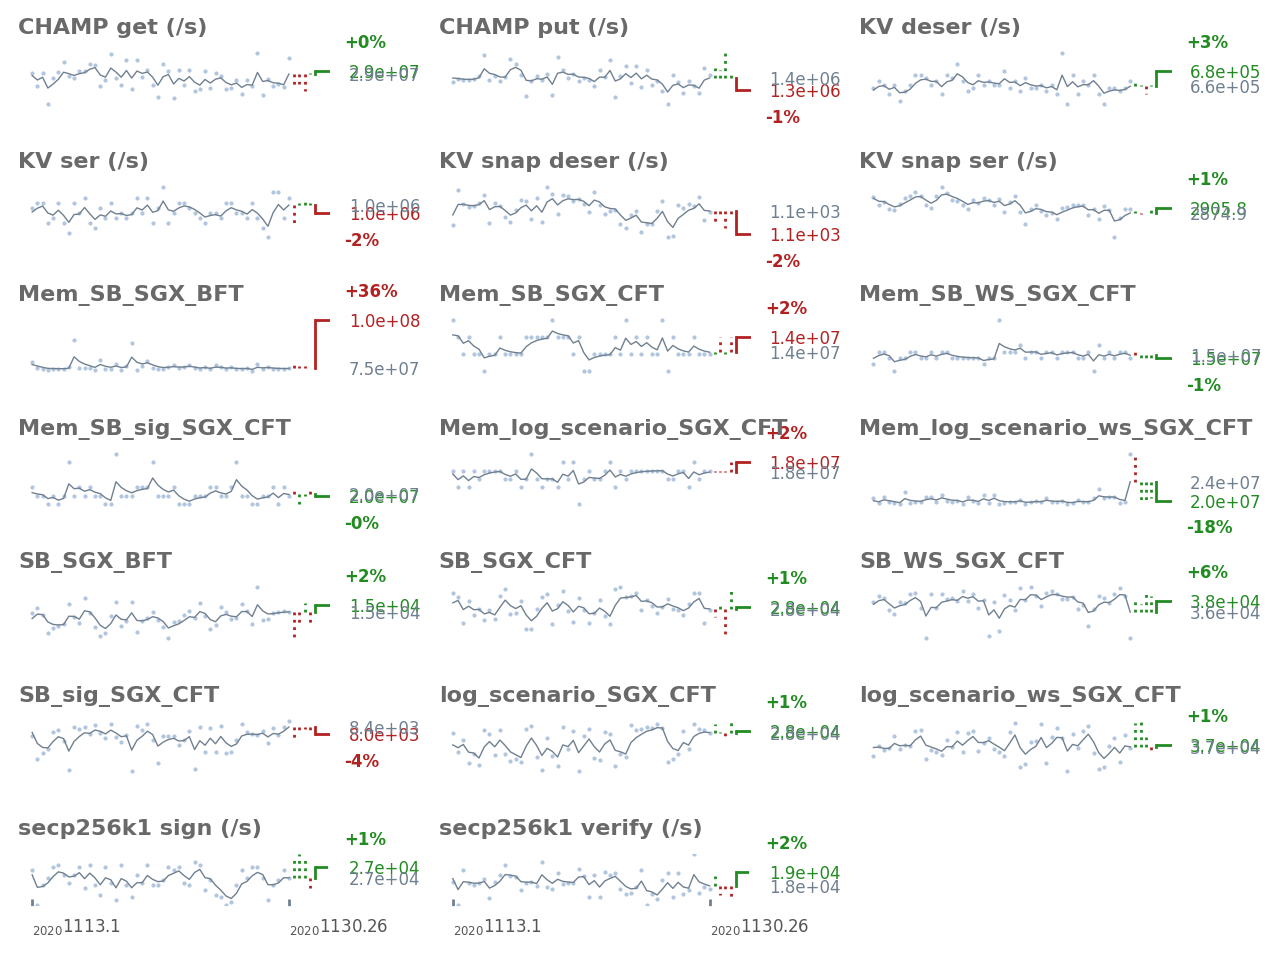 CHAMP get (/s)
+0%
2.9e+07
2.9e+07
CHAMP put (/s)
1.4e+06
1.3e+06
-1%
KV deser (/s)
+3%
6.8e+05
6.6e+05
KV ser (/s)
1.0e+06
1.0e+06
-2%
KV snap deser (/s)
1.1e+03
1.1e+03
-2%
KV snap ser (/s)
+1%
2905.8
2874.9
Mem_SB_SGX_BFT
+36%
1.0e+08
7.5e+07
Mem_SB_SGX_CFT
+2%
1.4e+07
1.4e+07
Mem_SB_WS_SGX_CFT
1.5e+07
1.5e+07
-1%
Mem_SB_sig_SGX_CFT
2.0e+07
2.0e+07
-0%
Mem_log_scenario_SGX_CFT
+2%
1.8e+07
1.8e+07
Mem_log_scenario_ws_SGX_CFT
2.4e+07
2.0e+07
-18%
SB_SGX_BFT
+2%
1.5e+04
1.5e+04
SB_SGX_CFT
+1%
2.8e+04
2.8e+04
SB_WS_SGX_CFT
+6%
3.8e+04
3.6e+04
SB_sig_SGX_CFT
8.4e+03
8.0e+03
-4%
log_scenario_SGX_CFT
+1%
2.8e+04
2.8e+04
log_scenario_ws_SGX_CFT
+1%
3.7e+04
3.7e+04
secp256k1 sign (/s)
+1%
2.7e+04
2.7e+04
secp256k1 verify (/s)
+2%
1.9e+04
1.8e+04
20201113.1
20201130.26
20201113.1
20201130.26